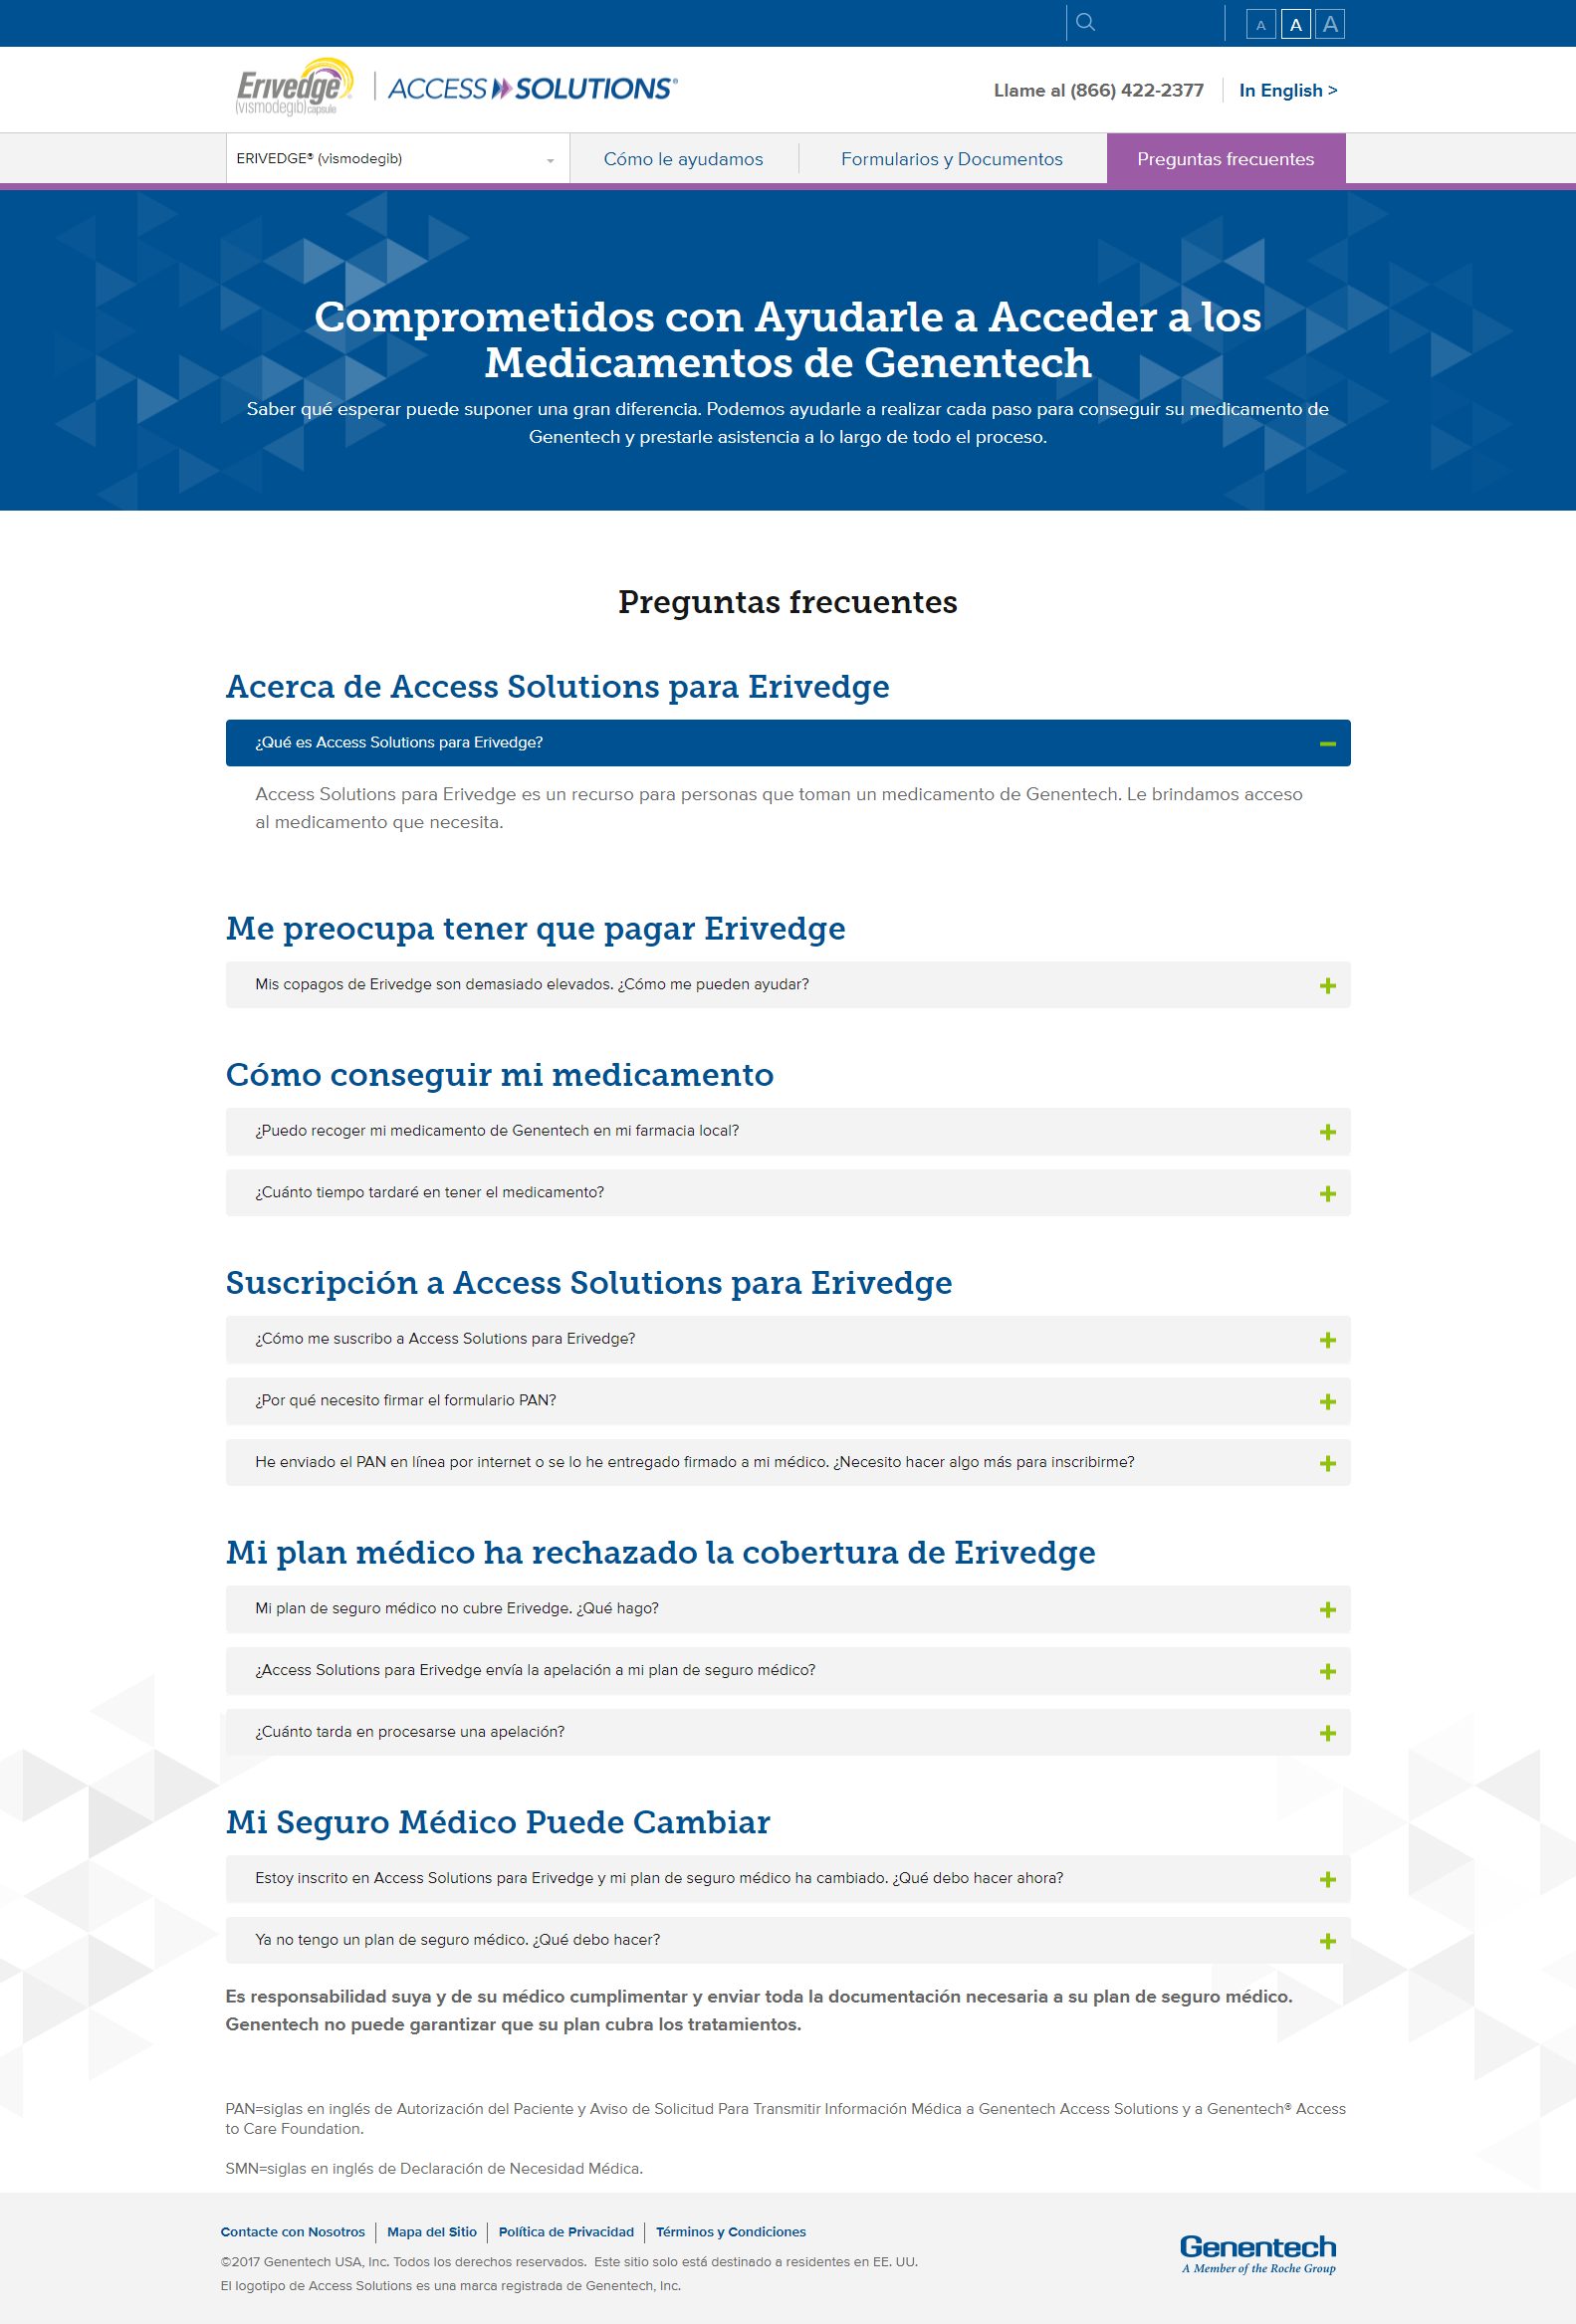 A A A
Erivedge®
(vismodegib) capsule
ACCESS SOLUTIONS®
Llame al (866) 422-2377
In English >
ERIVEDGE® (vismodegib)
Cómo le ayudamos
Formularios y Documentos
Preguntas frecuentes
Comprometidos con Ayudarle a Acceder a los
Medicamentos de Genentech
Saber qué esperar puede suponer una gran diferencia. Podemos ayudarle a realizar cada paso para conseguir su medicamento de
Genentech y prestarle asistencia a lo largo de todo el proceso.
Preguntas frecuentes
Acerca de Access Solutions para Erivedge
¿Qué es Access Solutions para Erivedge?
Access Solutions para Erivedge es un recurso para personas que toman un medicamento de Genentech. Le brindamos acceso
al medicamento que necesita.
Me preocupa tener que pagar Erivedge
Mis copagos de Erivedge son demasiado elevados. ¿Cómo me pueden ayudar?
Cómo conseguir mi medicamento
¿Puedo recoger mi medicamento de Genentech en mi farmacia local?
¿Cuánto tiempo tardaré en tener el medicamento?
Suscripción a Access Solutions para Erivedge
¿Cómo me suscribo a Access Solutions para Erivedge?
¿Por qué necesito firmar el formulario PAN?
He enviado el PAN en línea por internet o se lo he entregado firmado a mi médico. ¿Necesito hacer algo más para inscribirme?
Mi plan médico ha rechazado la cobertura de Erivedge
Mi plan de seguro médico no cubre Erivedge. ¿Qué hago?
¿Access Solutions para Erivedge envía la apelación a mi plan de seguro médico?
¿Cuánto tarda en procesarse una apelación?
Mi Seguro Médico Puede Cambiar
Estoy inscrito en Access Solutions para Erivedge y mi plan de seguro médico ha cambiado. ¿Qué debo hacer ahora?
Ya no tengo un plan de seguro médico. ¿Qué debo hacer?
Es responsabilidad suya y de su médico cumplimentar y enviar toda la documentación necesaria a su plan de seguro médico.
Genentech no puede garantizar que su plan cubra los tratamientos.
PAN=siglas en inglés de Autorización del Paciente y Aviso de Solicitud Para Transmitir Información Médica a Genentech Access Solutions y a Genentech® Access
to Care Foundation.
SMN=siglas en inglés de Declaración de Necesidad Médica.
Contacte con Nosotros
Mapa del Sitio
Política de Privacidad
Términos y Condiciones
©2017 Genentech USA, Inc. Todos los derechos reservados. Este sitio solo está destinado a residentes en EE. UU.
El logotipo de Access Solutions es una marca registrada de Genentech, Inc.
Genentech
A Member of the Roche Group